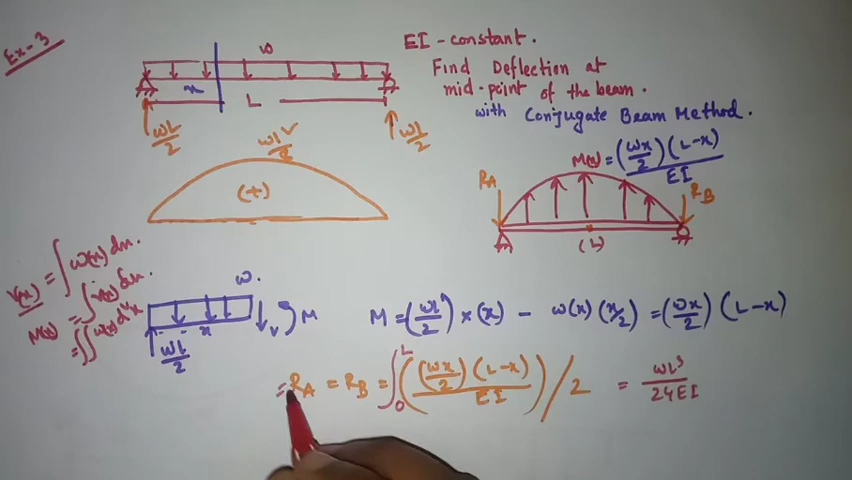 Ex-3
w
EI - constant.
Find Deflection at
mid-point of the beam.
with Conjugate Beam Method.
x
L
wL/2
wL/2
(+)
M(x) = (wx/2)(L-x)/EI
RA
RB
(L)
V(x) = ∫w(x)dx.
M(x) = ∫V(x)dx.
= ∬w(x)d²x
w.
x
V
M
wL/2
M = (wL/2) × (x) - w(x)(x/2) = (wx/2)(L-x)
= RA = RB = ∫₀ᴸ((wx/2)(L-x)/EI)/2 = wL³/24EI